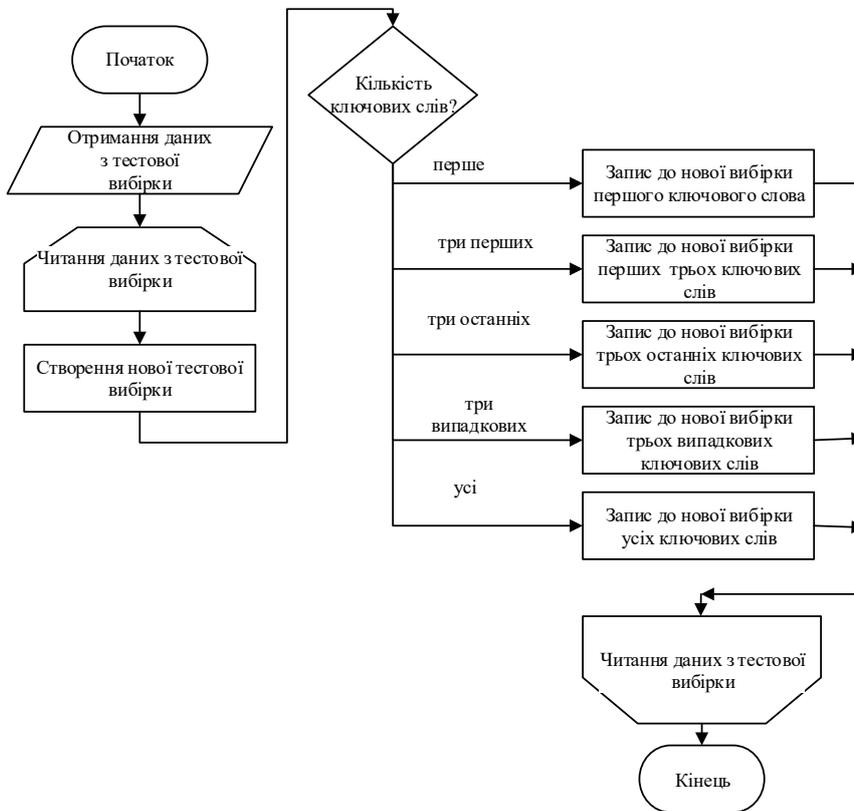 Початок
Отримання даних
з тестової
вибірки
Читання даних з тестової
вибірки
Створення нової тестової
вибірки
Кількість
ключових слів?
перше
Запис до нової вибірки
першого ключового слова
три перших
Запис до нової вибірки
перших трьох ключових
слів
три останніх
Запис до нової вибірки
трьох останніх ключових
слів
три
випадкових
Запис до нової вибірки
трьох випадкових
ключових слів
усі
Запис до нової вибірки
усіх ключових слів
Читання даних з тестової
вибірки
Кінець